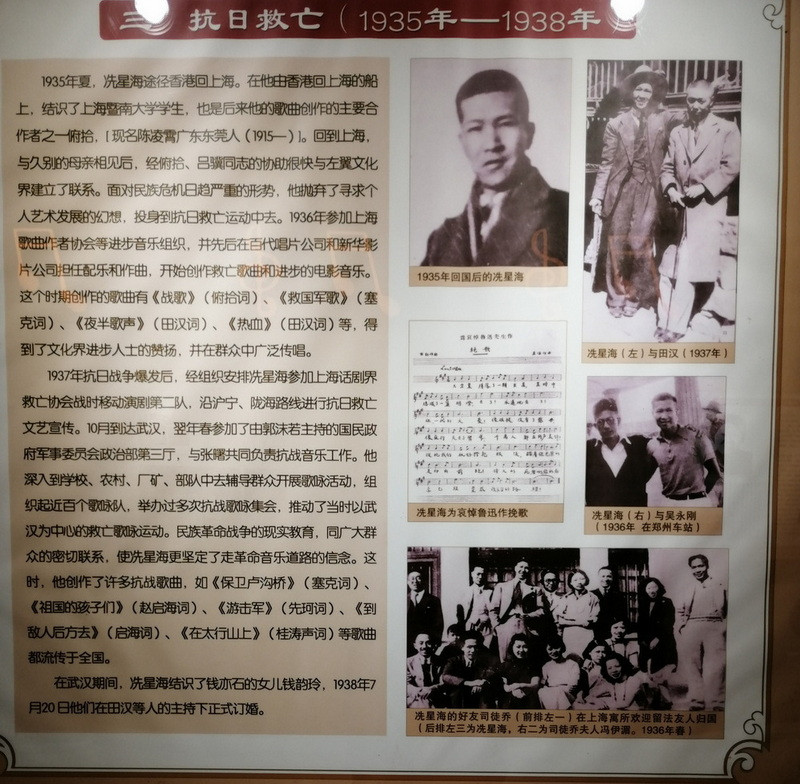 三、抗日救亡（1935年—1938年
1935年夏，冼星海途径香港回上海。在他由香港回上海的船
上，结识了上海暨南大学学生，也是后来他的歌曲创作的主要合
作者之一俯拾，[现名陈凌霄广东东莞人（1915—）]。回到上海，
与久别的母亲相见后，经俯拾、吕骥同志的协助很快与左翼文化
界建立了联系。面对民族危机日趋严重的形势，他抛弃了寻求个
人艺术发展的幻想，投身到抗日救亡运动中去。1936年参加上海
歌曲作者协会等进步音乐组织，并先后在百代唱片公司和新华影
片公司担任配乐和作曲，开始创作救亡歌曲和进步的电影音乐。
这个时期创作的歌曲有《战歌》（俯拾词）、《救国军歌》（塞
克词）、《夜半歌声》（田汉词）、《热血》（田汉词）等，得
到了文化界进步人士的赞扬，并在群众中广泛传唱。
1937年抗日战争爆发后，经组织安排冼星海参加上海话剧界
救亡协会战时移动演剧第二队，沿沪宁、陇海路线进行抗日救亡
文艺宣传。10月到达武汉，翌年春参加了由郭沫若主持的国民政
府军事委员会政治部第三厅，与张曙共同负责抗战音乐工作。他
深入到学校、农村、厂矿、部队中去辅导群众开展歌咏活动，组
织起近百个歌咏队，举办过多次抗战歌咏集会，推动了当时以武
汉为中心的救亡歌咏运动。民族革命战争的现实教育，同广大群
众的密切联系，使冼星海更坚定了走革命音乐道路的信念。这
时，他创作了许多抗战歌曲，如《保卫卢沟桥》（塞克词）、
《祖国的孩子们》（赵启海词）、《游击军》（先珂词）、《到
敌人后方去》（启海词）、《在太行山上》（桂涛声词）等歌曲
都流传于全国。
在武汉期间，冼星海结识了钱亦石的女儿钱韵玲，1938年7
月20日他们在田汉等人的主持下正式订婚。
1935年回国后的冼星海
冼星海（左）与田汉（1937年）
挽歌
冼星海为哀悼鲁迅作挽歌
冼星海（右）与吴永刚
（1936年 在郑州车站）
冼星海的好友司徒乔（前排左一）在上海寓所欢迎留法友人归国
（后排左三为冼星海，右二为司徒乔夫人冯伊湄。1936年春）